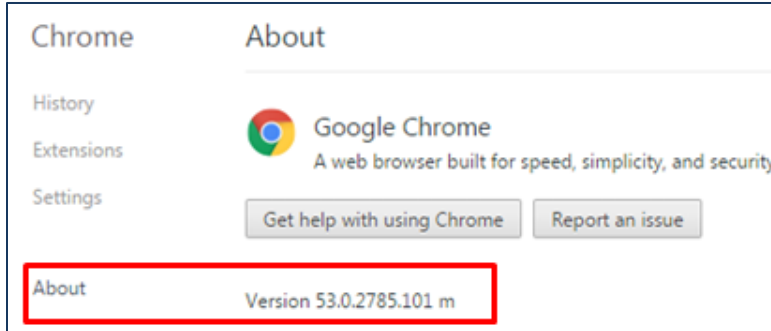 Chrome
About
History
Extensions
Settings
Google Chrome
A web browser built for speed, simplicity, and security
Get help with using Chrome
Report an issue
About
Version 53.0.2785.101 m